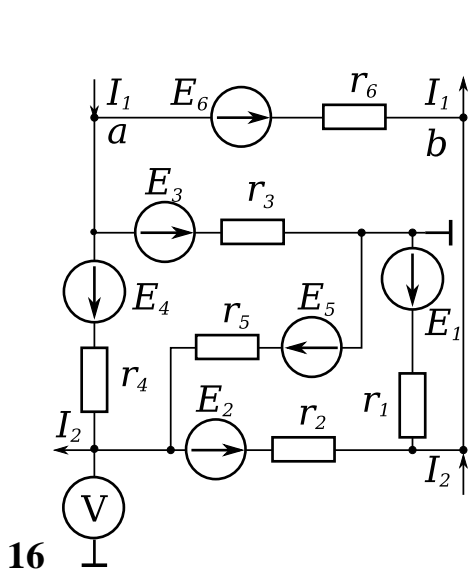 I₁ E₆ r₆ I₁
a b
E₃ r₃
E₄ r₅ E₅ E₁
r₄ E₂ r₁
I₂ r₂
V I₂
16